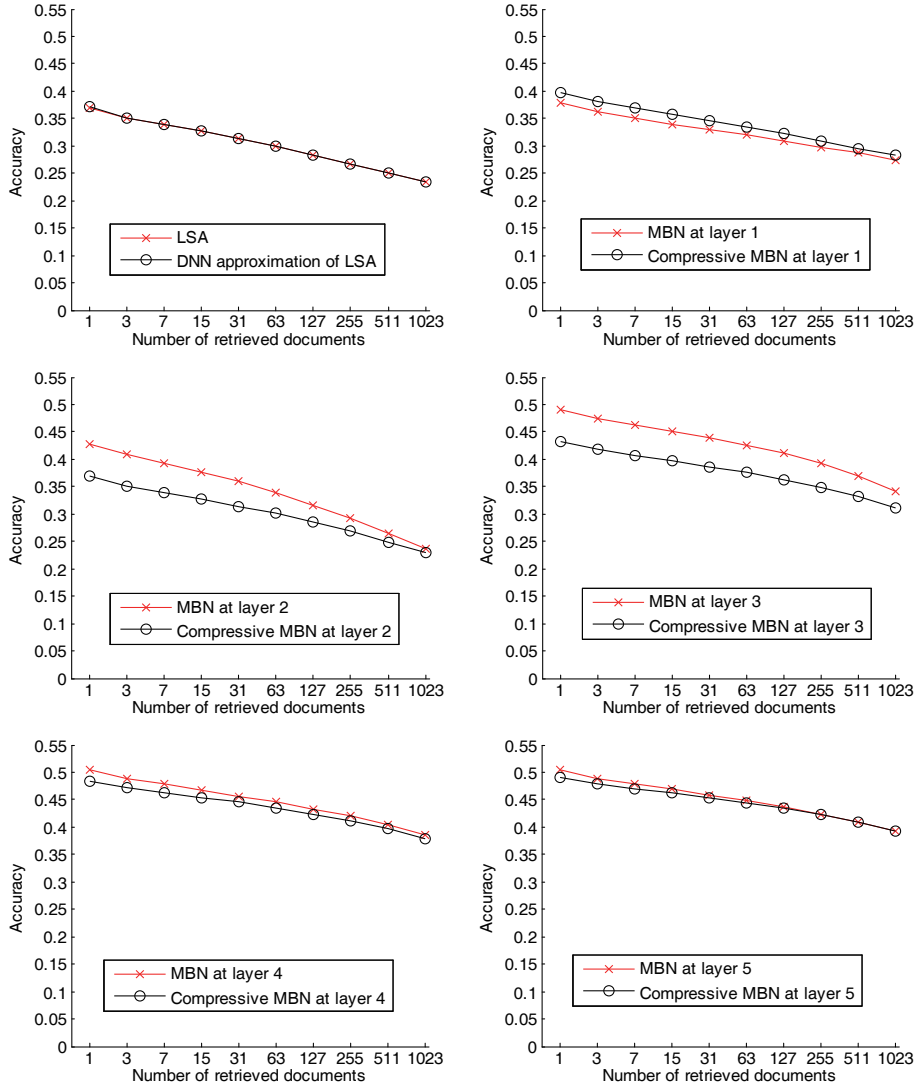 0.55
0.5
0.45
0.4
0.35
0.3
0.25
0.2
0.15
0.1
0.05
0
Accuracy
LSA
DNN approximation of LSA
1 3 7 15 31 63 127 255 511 1023
Number of retrieved documents
0.55
0.5
0.45
0.4
0.35
0.3
0.25
0.2
0.15
0.1
0.05
0
Accuracy
MBN at layer 1
Compressive MBN at layer 1
1 3 7 15 31 63 127 255 511 1023
Number of retrieved documents
0.55
0.5
0.45
0.4
0.35
0.3
0.25
0.2
0.15
0.1
0.05
0
Accuracy
MBN at layer 2
Compressive MBN at layer 2
1 3 7 15 31 63 127 255 511 1023
Number of retrieved documents
0.55
0.5
0.45
0.4
0.35
0.3
0.25
0.2
0.15
0.1
0.05
0
Accuracy
MBN at layer 3
Compressive MBN at layer 3
1 3 7 15 31 63 127 255 511 1023
Number of retrieved documents
0.55
0.5
0.45
0.4
0.35
0.3
0.25
0.2
0.15
0.1
0.05
0
Accuracy
MBN at layer 4
Compressive MBN at layer 4
1 3 7 15 31 63 127 255 511 1023
Number of retrieved documents
0.55
0.5
0.45
0.4
0.35
0.3
0.25
0.2
0.15
0.1
0.05
0
Accuracy
MBN at layer 5
Compressive MBN at layer 5
1 3 7 15 31 63 127 255 511 1023
Number of retrieved documents